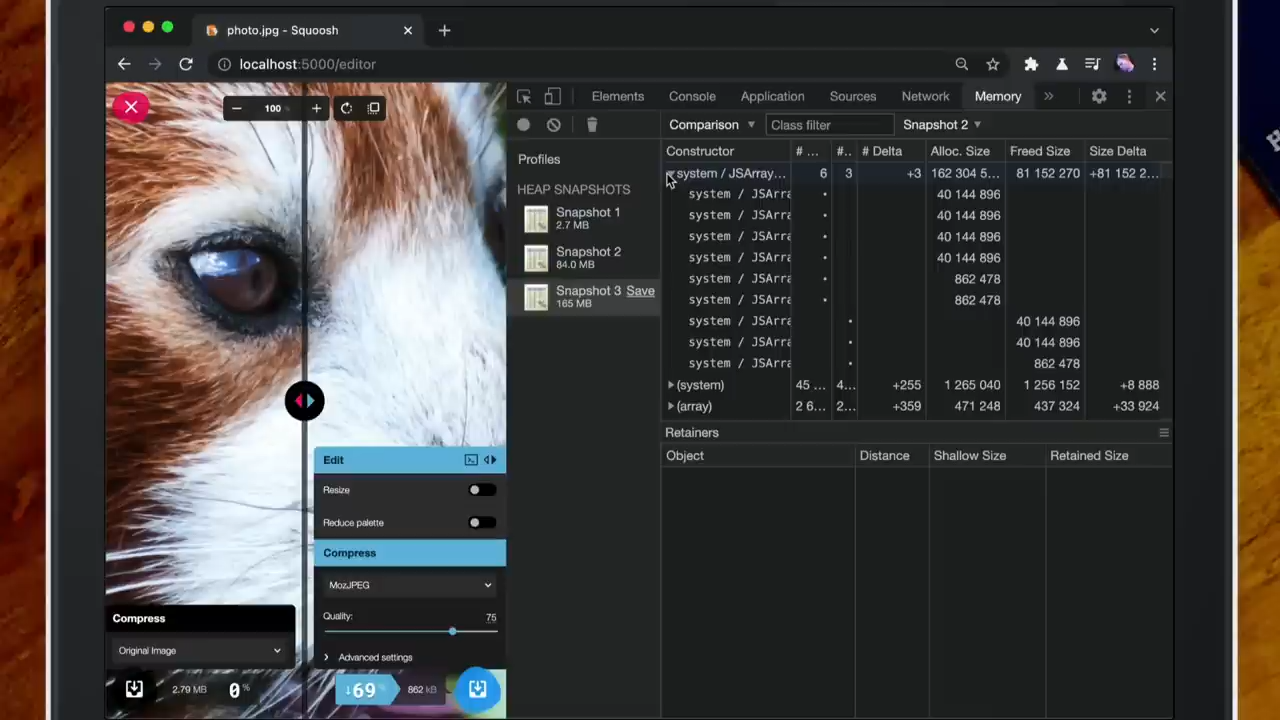 photo.jpg - Squoosh
localhost:5000/editor
100
Elements Console Application Sources Network Memory
Comparison Class filter Snapshot 2
Profiles
Constructor # ... #.. # Delta Alloc. Size Freed Size Size Delta
system / JSArray... 6 3 +3 162 304 5... 81 152 270 +81 152 2...
HEAP SNAPSHOTS
system / JSArra • 40 144 896
Snapshot 1
2.7 MB
system / JSArra • 40 144 896
system / JSArra • 40 144 896
Snapshot 2
84.0 MB
system / JSArra • 40 144 896
system / JSArra • 862 478
Snapshot 3 Save
165 MB
system / JSArra • 862 478
system / JSArra • 40 144 896
system / JSArra • 40 144 896
system / JSArra • 862 478
(system) 45 ... 4... +255 1 265 040 1 256 152 +8 888
(array) 2 6... 2... +359 471 248 437 324 +33 924
Retainers
Object Distance Shallow Size Retained Size
Edit
Resize
Reduce palette
Compress
MozJPEG
Quality: 75
Advanced settings
Compress
Original Image
2.79 MB 0 %
↓69 862 kB